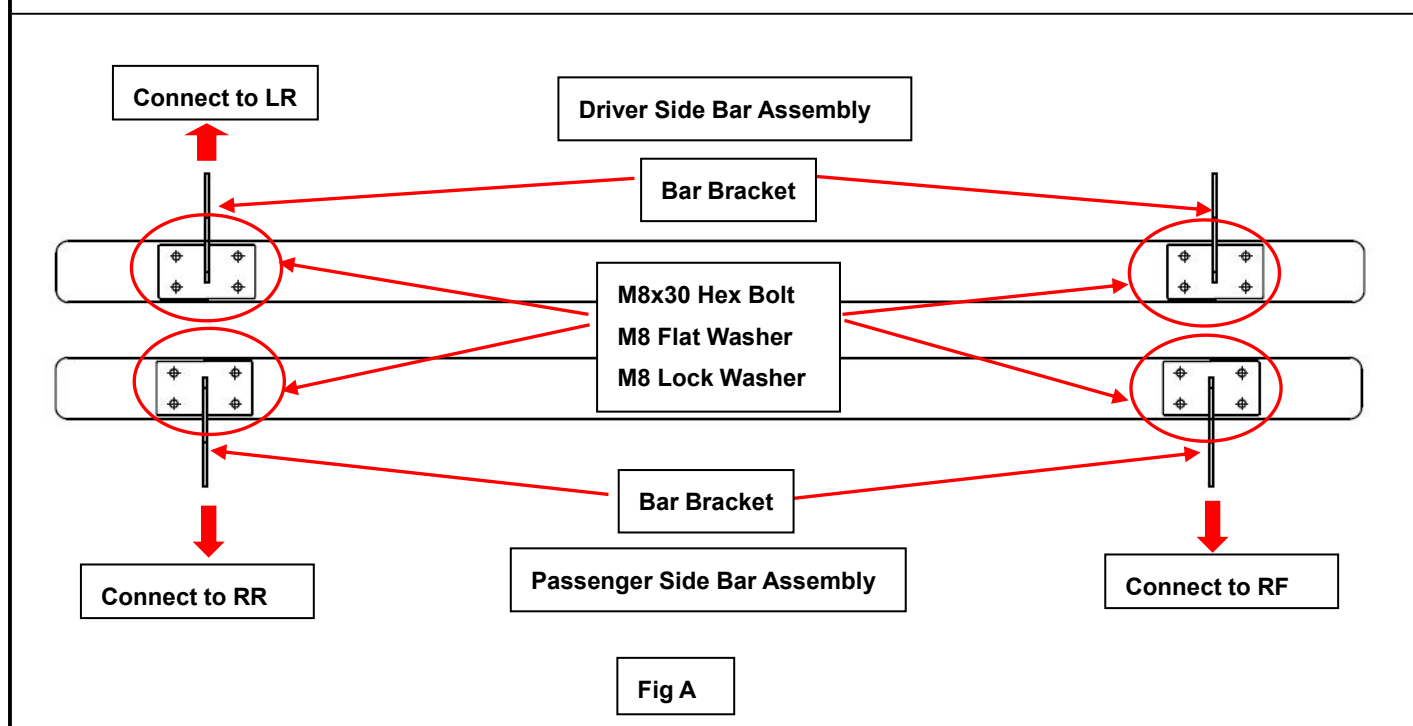 Connect to LR
Driver Side Bar Assembly
Bar Bracket
M8x30 Hex Bolt
M8 Flat Washer
M8 Lock Washer
Bar Bracket
Passenger Side Bar Assembly
Connect to RR
Connect to RF
Fig A